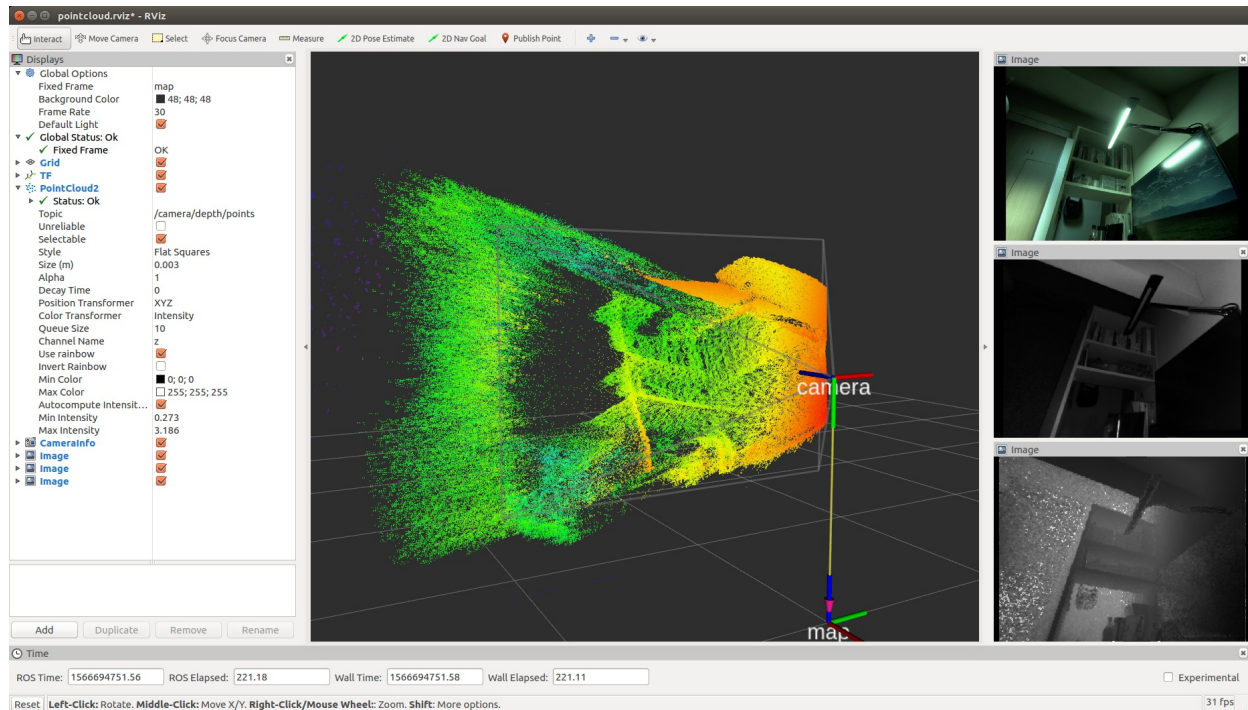 pointcloud.rviz* - RViz
Interact Move Camera Select Focus Camera Measure 2D Pose Estimate 2D Nav Goal Publish Point
Displays
Global Options
Fixed Frame map
Background Color 48; 48; 48
Frame Rate 30
Default Light
Global Status: Ok
Fixed Frame OK
Grid
TF
PointCloud2
Status: Ok
Topic /camera/depth/points
Unreliable
Selectable
Style Flat Squares
Size (m) 0.003
Alpha 1
Decay Time 0
Position Transformer XYZ
Color Transformer Intensity
Queue Size 10
Channel Name z
Use rainbow
Invert Rainbow
Min Color 0; 0; 0
Max Color 255; 255; 255
Autocompute Intensit...
Min Intensity 0.273
Max Intensity 3.186
CameraInfo
Image
Image
Image
Add Duplicate Remove Rename
camera
map
Image
Image
Image
Time
ROS Time: 1566694751.56 ROS Elapsed: 221.18 Wall Time: 1566694751.58 Wall Elapsed: 221.11 Experimental
Reset Left-Click: Rotate. Middle-Click: Move X/Y. Right-Click/Mouse Wheel:: Zoom. Shift: More options. 31 fps